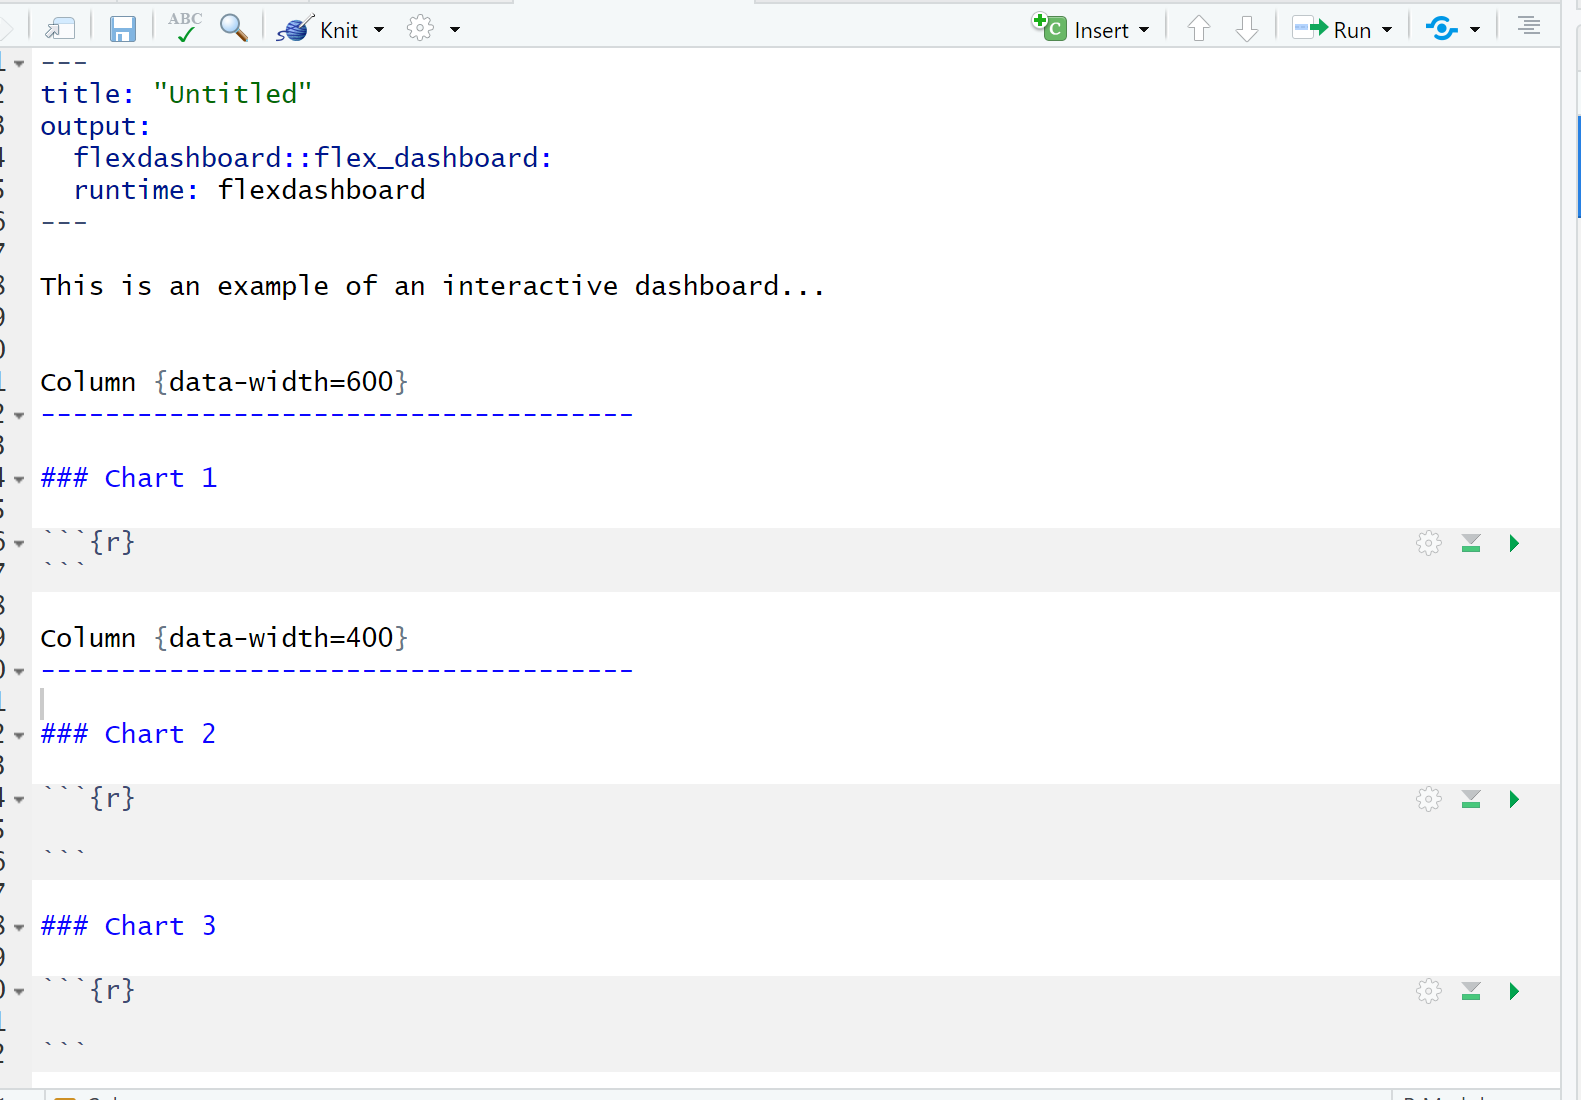 ABC
Knit
C Insert
Run
---
title: "Untitled"
output:
  flexdashboard::flex_dashboard:
  runtime: flexdashboard
---
This is an example of an interactive dashboard...
Column {data-width=600}
-------------------------------------
### Chart 1
```{r}
```
Column {data-width=400}
-------------------------------------
### Chart 2
```{r}
```
### Chart 3
```{r}
```